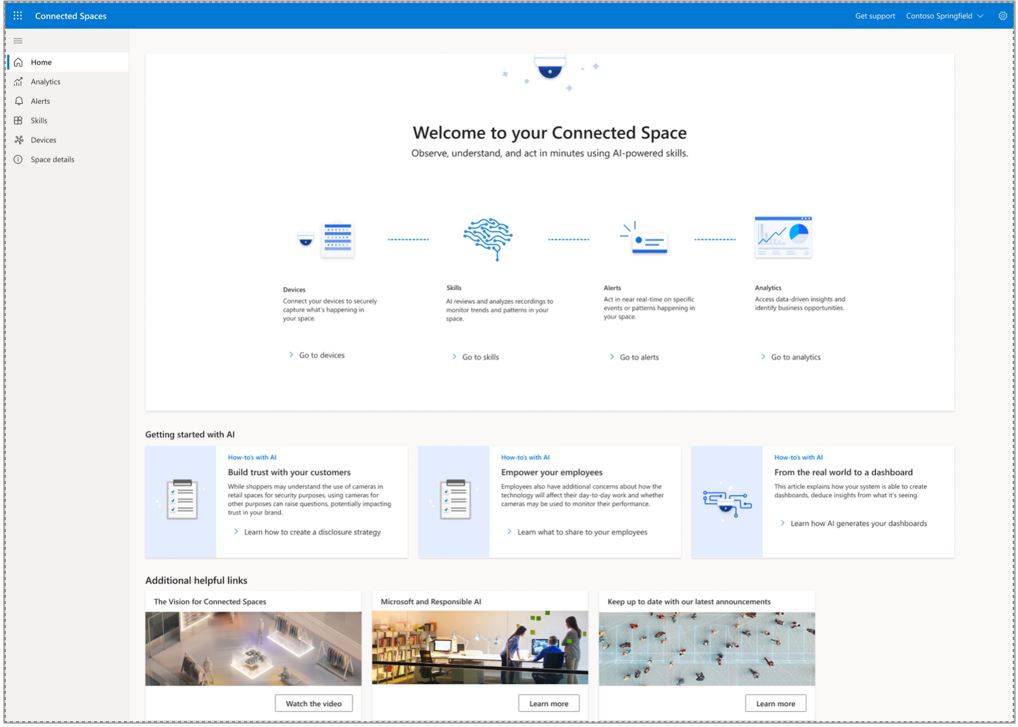 Connected Spaces
Get support
Contoso Springfield
Home
Analytics
Alerts
Skills
Devices
Space details
Welcome to your Connected Space
Observe, understand, and act in minutes using AI-powered skills.
Devices
Connect your devices to securely
capture what's happening in
your space.
Go to devices
Skills
AI reviews and analyzes recordings to
monitor trends and patterns in your
space.
Go to skills
Alerts
Act in near real-time on specific
events or patterns happening in
your space.
Go to alerts
Analytics
Access data-driven insights and
identify business opportunities.
Go to analytics
Getting started with AI
How-to's with AI
Build trust with your customers
While shoppers may understand the use of cameras in
retail spaces for security purposes, using cameras for
other purposes can raise questions, potentially impacting
trust in your brand.
Learn how to create a disclosure strategy
How-to's with AI
Empower your employees
Employees also have additional concerns about how the
technology will affect their day-to-day work and whether
cameras may be used to monitor their performance.
Learn what to share to your employees
How-to's with AI
From the real world to a dashboard
This article explains how your system is able to create
dashboards, deduce insights from what it's seeing.
Learn how AI generates your dashboards
Additional helpful links
The Vision for Connected Spaces
Watch the video
Microsoft and Responsible AI
Learn more
Keep up to date with our latest announcements
Learn more